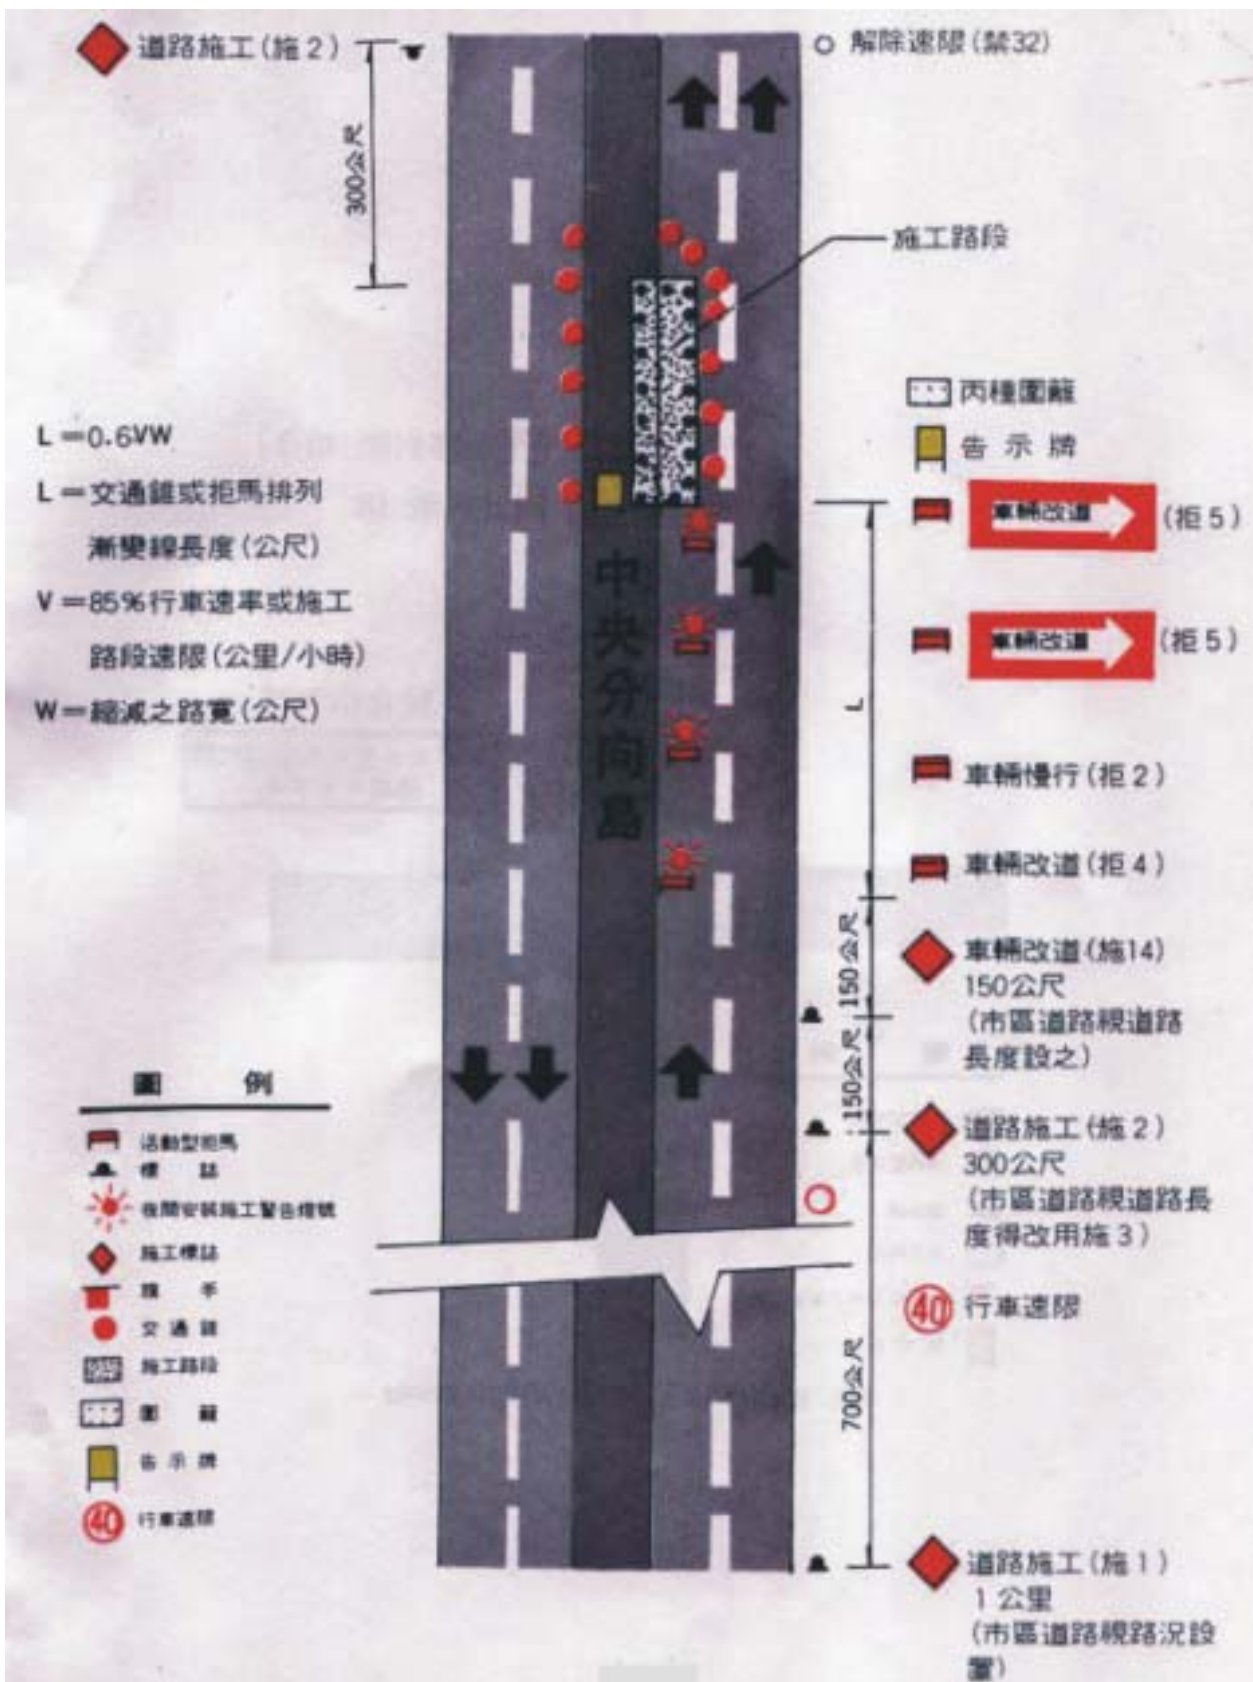 道路施工(施2)
300公尺
解除速限(禁32)
施工路段
L＝0.6VW
L＝交通錐或拒馬排列
漸變線長度(公尺)
V＝85%行車速率或施工
路段速限(公里/小時)
W＝縮減之路寬(公尺)
中央分向島
丙種圍籬
告示牌
車輛改道
(拒5)
車輛改道
(拒5)
L
車輛慢行(拒2)
車輛改道(拒4)
150公尺
車輛改道(施14)
150公尺
(市區道路視道路
長度設之)
150公尺
道路施工(施2)
300公尺
(市區道路視道路長
度得改用施3)
40
行車速限
700公尺
道路施工(施1)
1公里
(市區道路視路況設
置)
圖例
活動型拒馬
標誌
夜間安裝施工警告燈號
施工標誌
旗手
交通錐
施工路段
圍籬
告示牌
40
行車速限